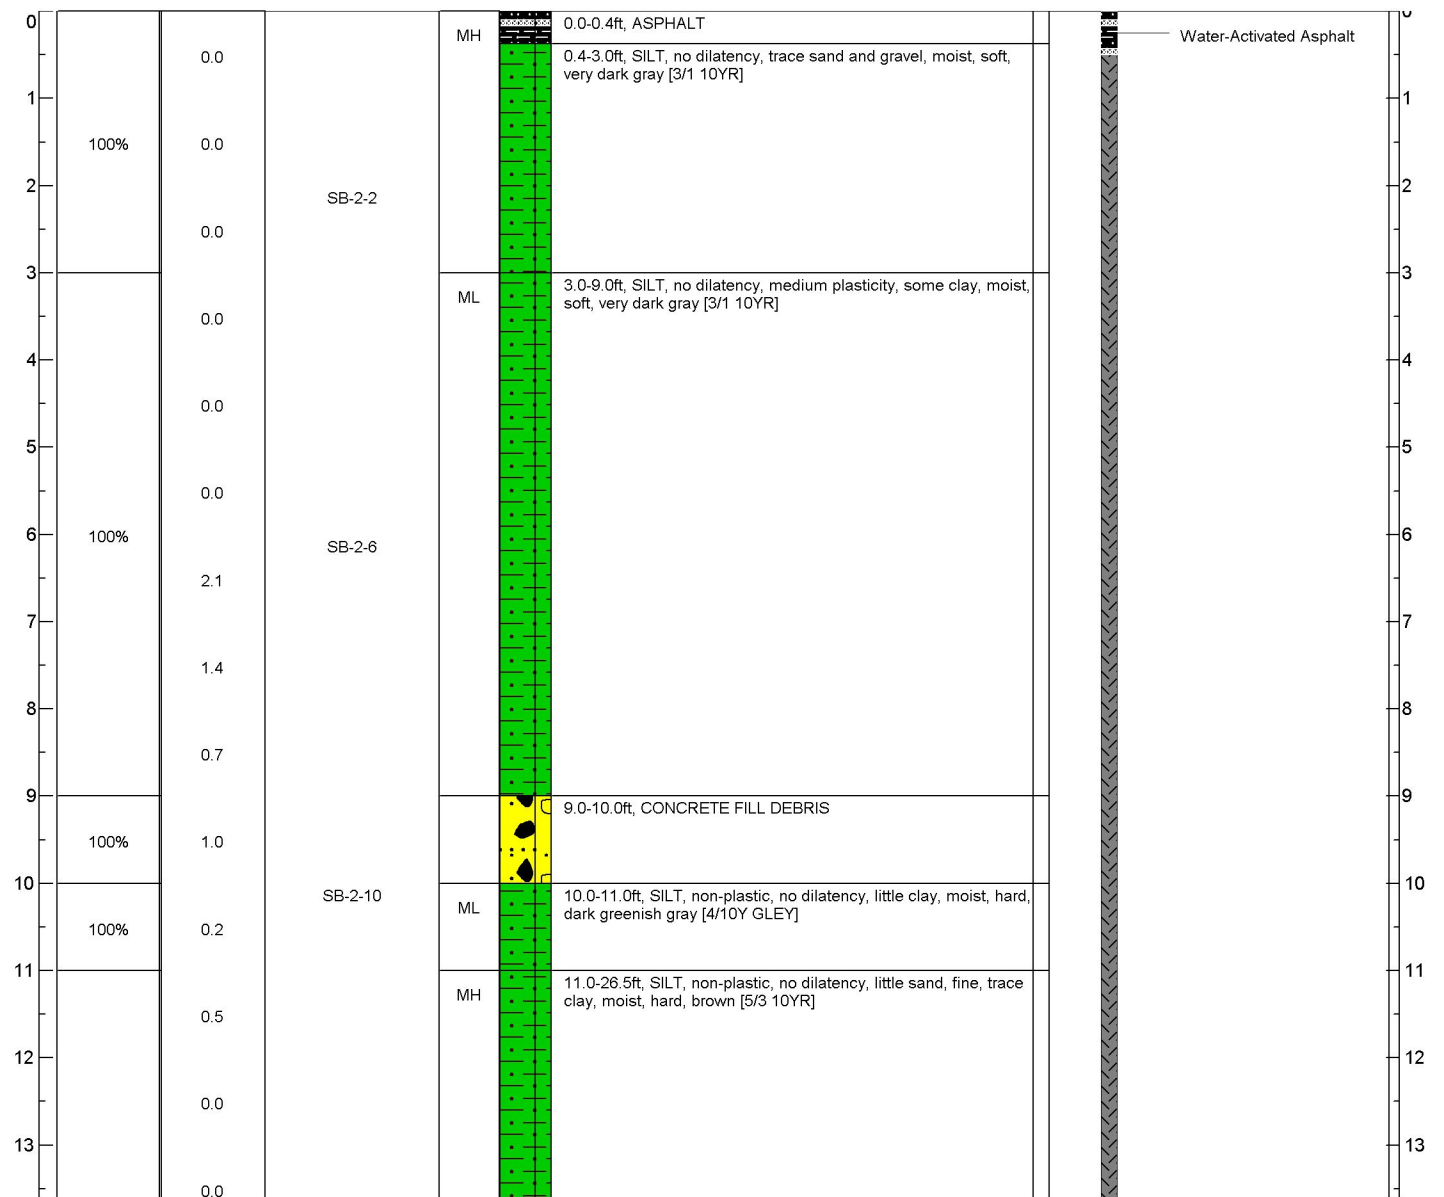 0
MH
0.0-0.4ft, ASPHALT
0
Water-Activated Asphalt
0.0
0.4-3.0ft, SILT, no dilatency, trace sand and gravel, moist, soft,
very dark gray [3/1 10YR]
1
1
100%
0.0
2
SB-2-2
2
0.0
3
3
ML
3.0-9.0ft, SILT, no dilatency, medium plasticity, some clay, moist,
soft, very dark gray [3/1 10YR]
0.0
4
4
0.0
5
5
0.0
6
100%
SB-2-6
6
2.1
7
7
1.4
8
8
0.7
9
9
9.0-10.0ft, CONCRETE FILL DEBRIS
100%
1.0
10
10
SB-2-10
ML
10.0-11.0ft, SILT, non-plastic, no dilatency, little clay, moist, hard,
dark greenish gray [4/10Y GLEY]
100%
0.2
11
11
MH
11.0-26.5ft, SILT, non-plastic, no dilatency, little sand, fine, trace
clay, moist, hard, brown [5/3 10YR]
0.5
12
12
0.0
13
13
0.0